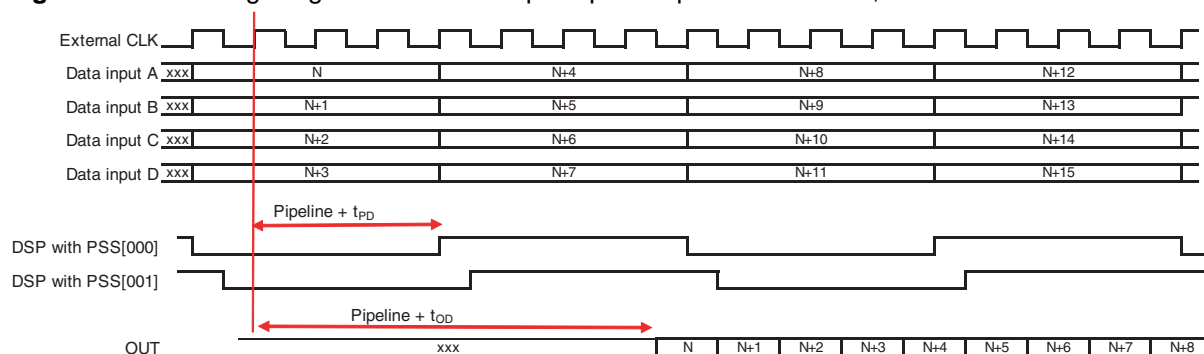 External CLK
Data input A xxx N N+4 N+8 N+12
Data input B xxx N+1 N+5 N+9 N+13
Data input C xxx N+2 N+6 N+10 N+14
Data input D xxx N+3 N+7 N+11 N+15
Pipeline + tPD
DSP with PSS[000]
DSP with PSS[001]
Pipeline + tOD
OUT xxx N N+1 N+2 N+3 N+4 N+5 N+6 N+7 N+8